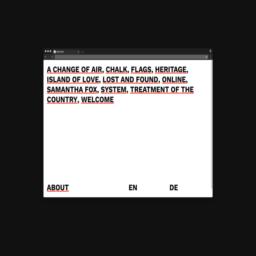 A CHANGE OF AIR, CHALK, FLAGS, HERITAGE,
ISLAND OF LOVE, LOST AND FOUND, ONLINE,
SAMANTHA FOX, SYSTEM, TREATMENT OF THE
COUNTRY, WELCOME
ABOUT EN DE